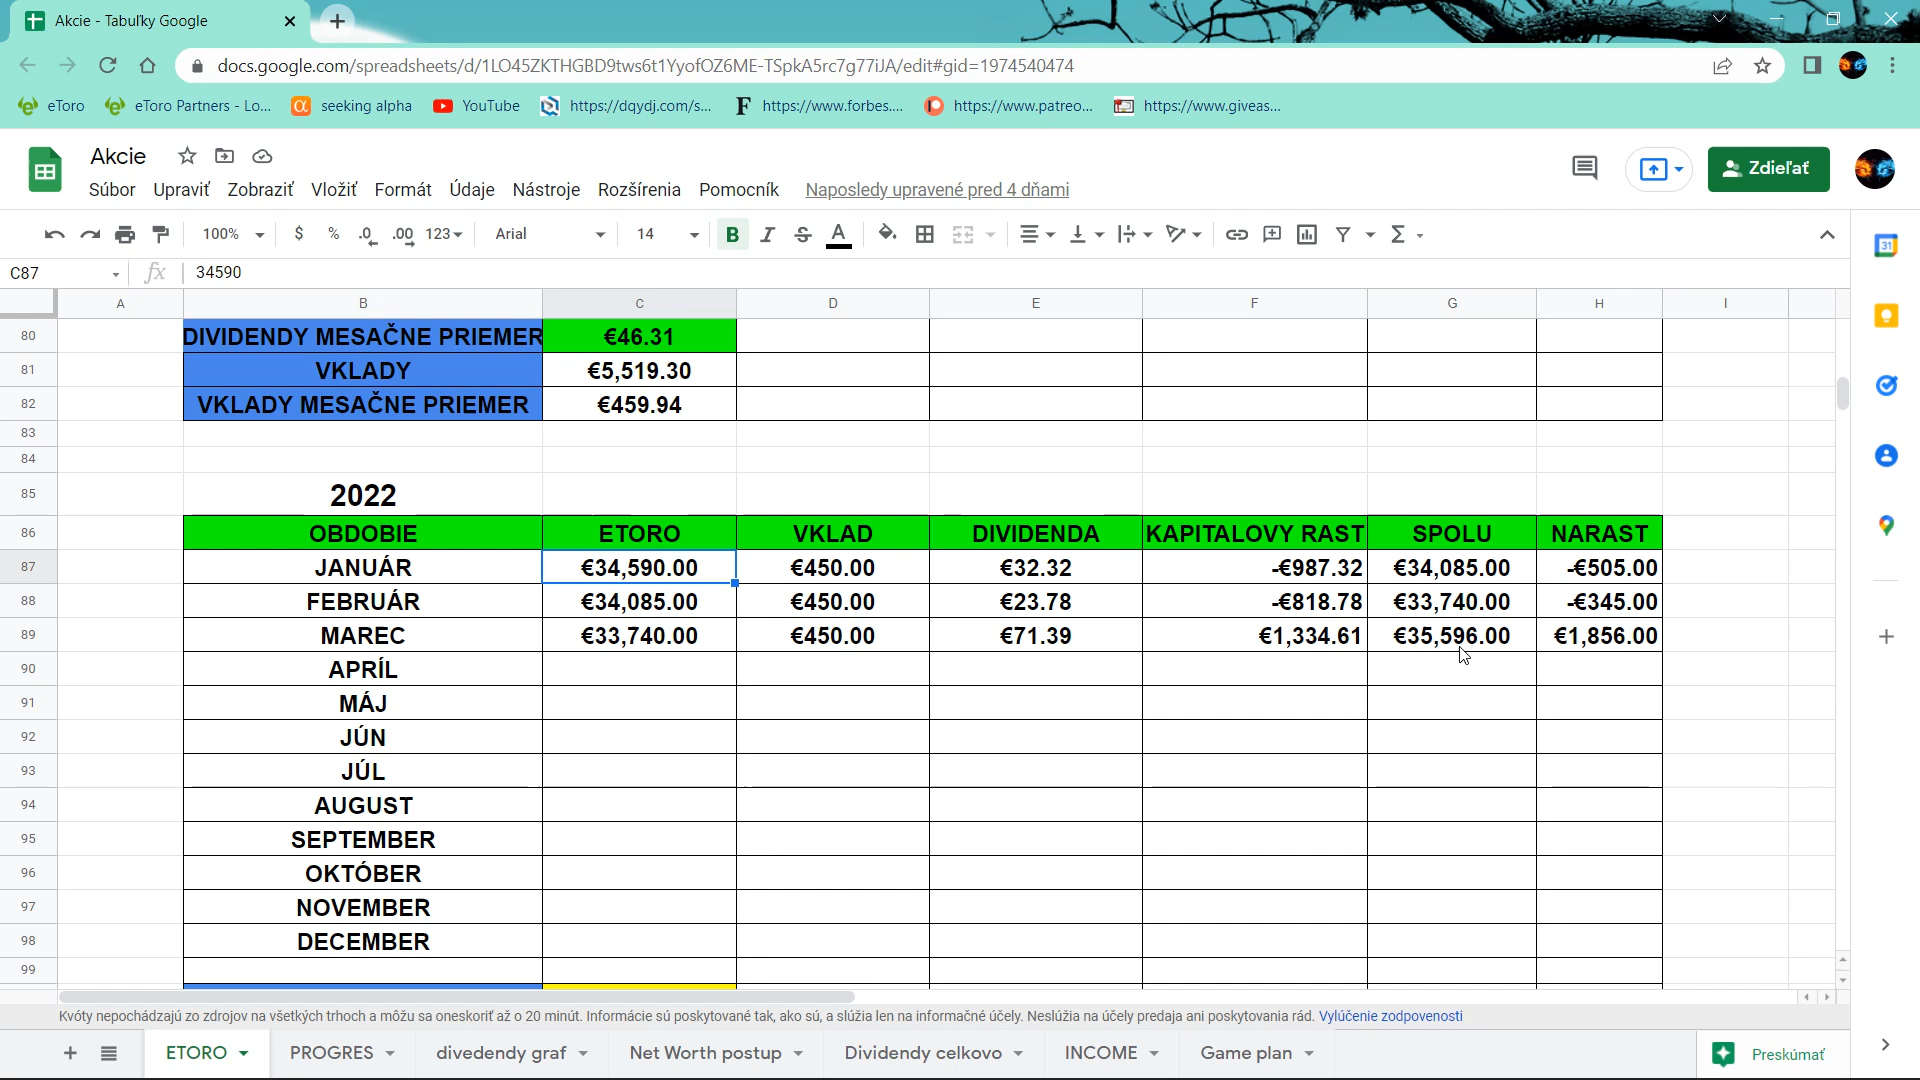 Akcie - Tabuľky Google
docs.google.com/spreadsheets/d/1LO45ZKTHGBD9tws6t1YyofOZ6ME-TSpkA5rc7g77iJA/edit#gid=1974540474
eToro eToro Partners - Lo... seeking alpha YouTube https://dqydj.com/s... https://www.forbes.... https://www.patreo... https://www.giveas...
Akcie
Zdieľať
Súbor Upraviť Zobraziť Vložiť Formát Údaje Nástroje Rozšírenia Pomocník Naposledy upravené pred 4 dňami
100% $ % .0 .00 123 Arial 14 B I S A
C87 fx 34590
A B C D E F G H I
80 DIVIDENDY MESAČNE PRIEMER €46.31
81 VKLADY €5,519.30
82 VKLADY MESAČNE PRIEMER €459.94
83
84
85 2022
86 OBDOBIE ETORO VKLAD DIVIDENDA KAPITALOVY RAST SPOLU NARAST
87 JANUÁR €34,590.00 €450.00 €32.32 -€987.32 €34,085.00 -€505.00
88 FEBRUÁR €34,085.00 €450.00 €23.78 -€818.78 €33,740.00 -€345.00
89 MAREC €33,740.00 €450.00 €71.39 €1,334.61 €35,596.00 €1,856.00
90 APRÍL
91 MÁJ
92 JÚN
93 JÚL
94 AUGUST
95 SEPTEMBER
96 OKTÓBER
97 NOVEMBER
98 DECEMBER
99
Kvóty nepochádzajú zo zdrojov na všetkých trhoch a môžu sa oneskoriť až o 20 minút. Informácie sú poskytované tak, ako sú, a slúžia len na informačné účely. Neslúžia na účely predaja ani poskytovania rád. Vylúčenie zodpovednosti
ETORO PROGRES divedendy graf Net Worth postup Dividendy celkovo INCOME Game plan Preskúmať